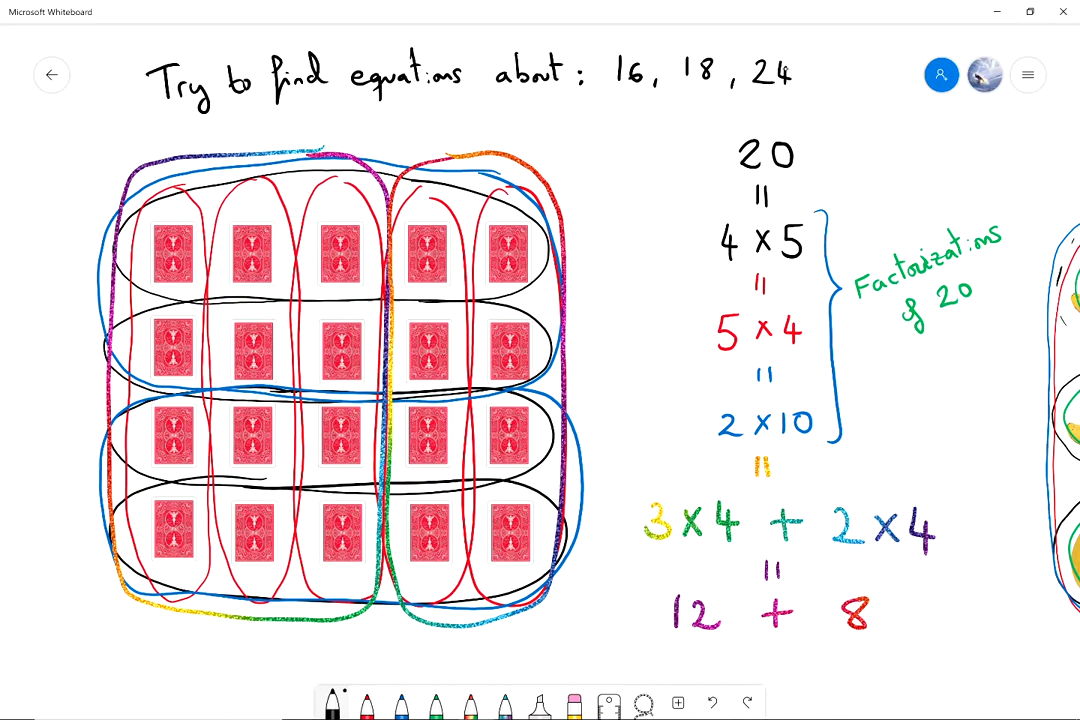 Microsoft Whiteboard
Try to find equations about: 16, 18, 24
20
=
4 × 5
=
5 × 4
=
2 × 10
Factorizations
of 20
=
3×4 + 2×4
=
12 + 8